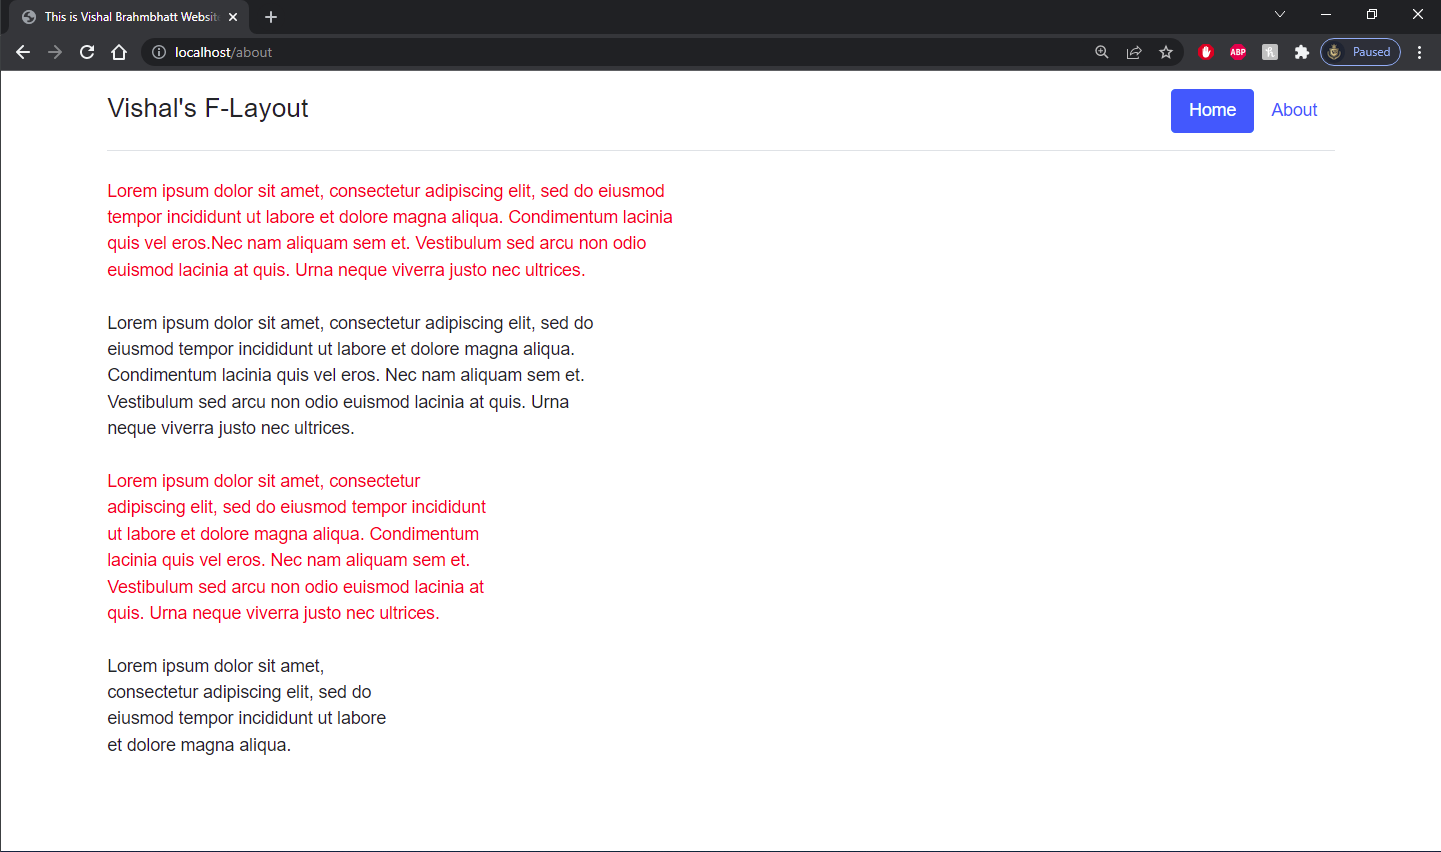 This is Vishal Brahmbhatt Website
localhost/about
ABP
Paused
Vishal's F-Layout
Home
About
Lorem ipsum dolor sit amet, consectetur adipiscing elit, sed do eiusmod
tempor incididunt ut labore et dolore magna aliqua. Condimentum lacinia
quis vel eros.Nec nam aliquam sem et. Vestibulum sed arcu non odio
euismod lacinia at quis. Urna neque viverra justo nec ultrices.
Lorem ipsum dolor sit amet, consectetur adipiscing elit, sed do
eiusmod tempor incididunt ut labore et dolore magna aliqua.
Condimentum lacinia quis vel eros. Nec nam aliquam sem et.
Vestibulum sed arcu non odio euismod lacinia at quis. Urna
neque viverra justo nec ultrices.
Lorem ipsum dolor sit amet, consectetur
adipiscing elit, sed do eiusmod tempor incididunt
ut labore et dolore magna aliqua. Condimentum
lacinia quis vel eros. Nec nam aliquam sem et.
Vestibulum sed arcu non odio euismod lacinia at
quis. Urna neque viverra justo nec ultrices.
Lorem ipsum dolor sit amet,
consectetur adipiscing elit, sed do
eiusmod tempor incididunt ut labore
et dolore magna aliqua.